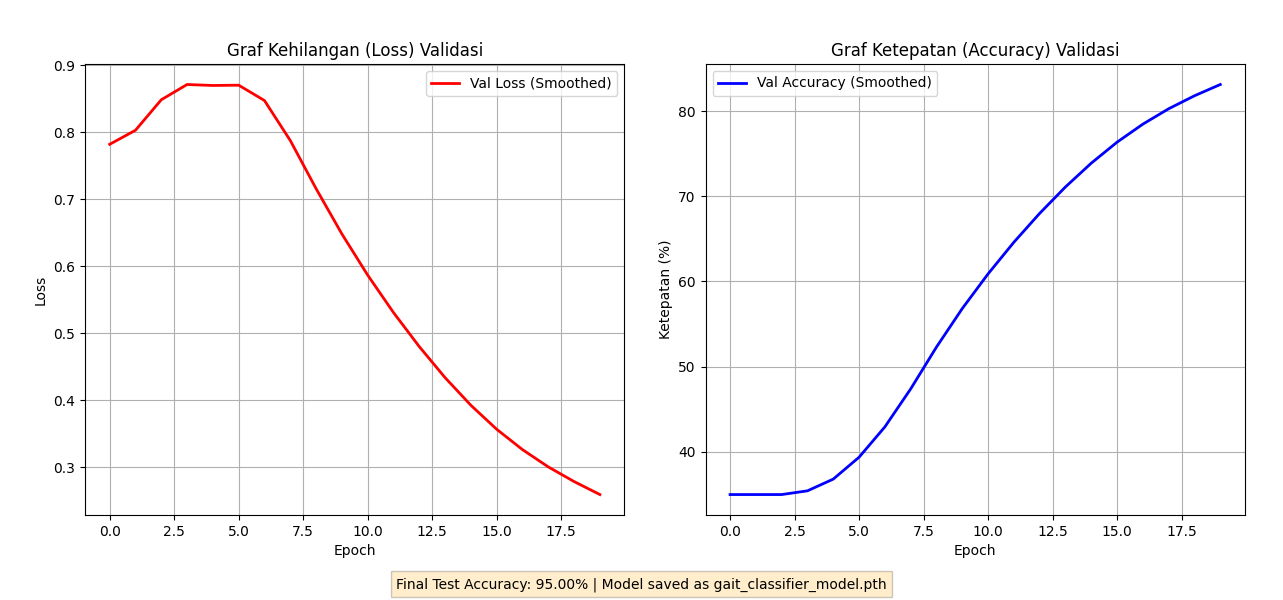 Graf Kehilangan (Loss) Validasi
Val Loss (Smoothed)
0.9
0.8
0.7
0.6
0.5
0.4
0.3
Loss
0.0 2.5 5.0 7.5 10.0 12.5 15.0 17.5
Epoch
Graf Ketepatan (Accuracy) Validasi
Val Accuracy (Smoothed)
80
70
60
50
40
Ketepatan (%)
0.0 2.5 5.0 7.5 10.0 12.5 15.0 17.5
Epoch
Final Test Accuracy: 95.00% | Model saved as gait_classifier_model.pth